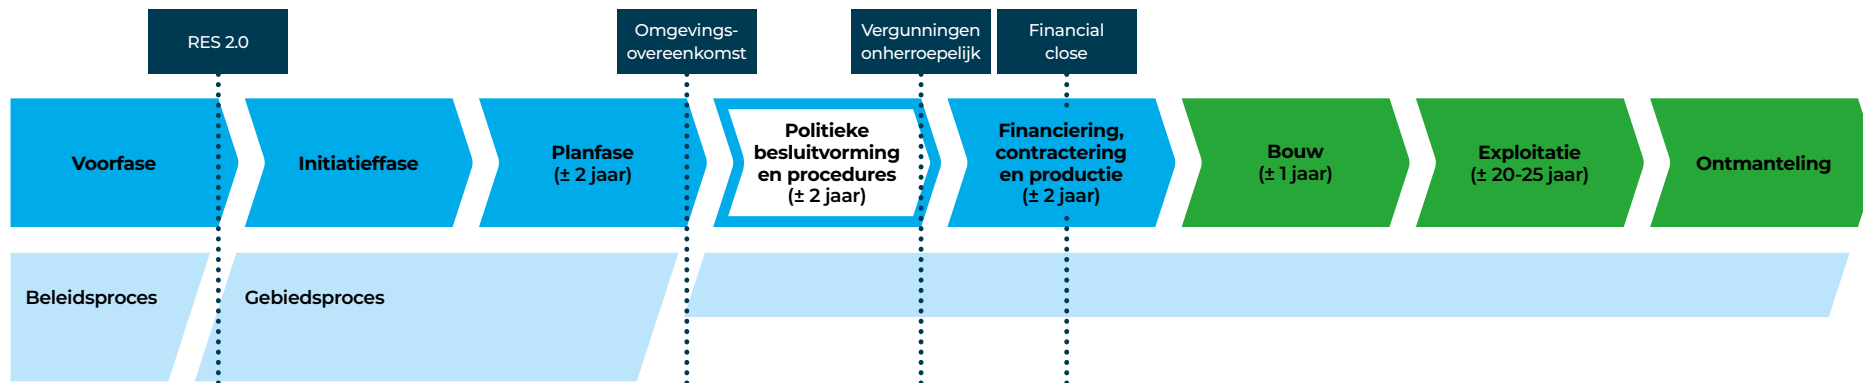 RES 2.0
Omgevings-
overeenkomst
Vergunningen
onherroepelijk
Financial
close
Voorfase
Initiatieffase
Planfase
(± 2 jaar)
Politieke
besluitvorming
en procedures
(± 2 jaar)
Financiering,
contractering
en productie
(± 2 jaar)
Bouw
(± 1 jaar)
Exploitatie
(± 20-25 jaar)
Ontmanteling
Beleidsproces
Gebiedsproces